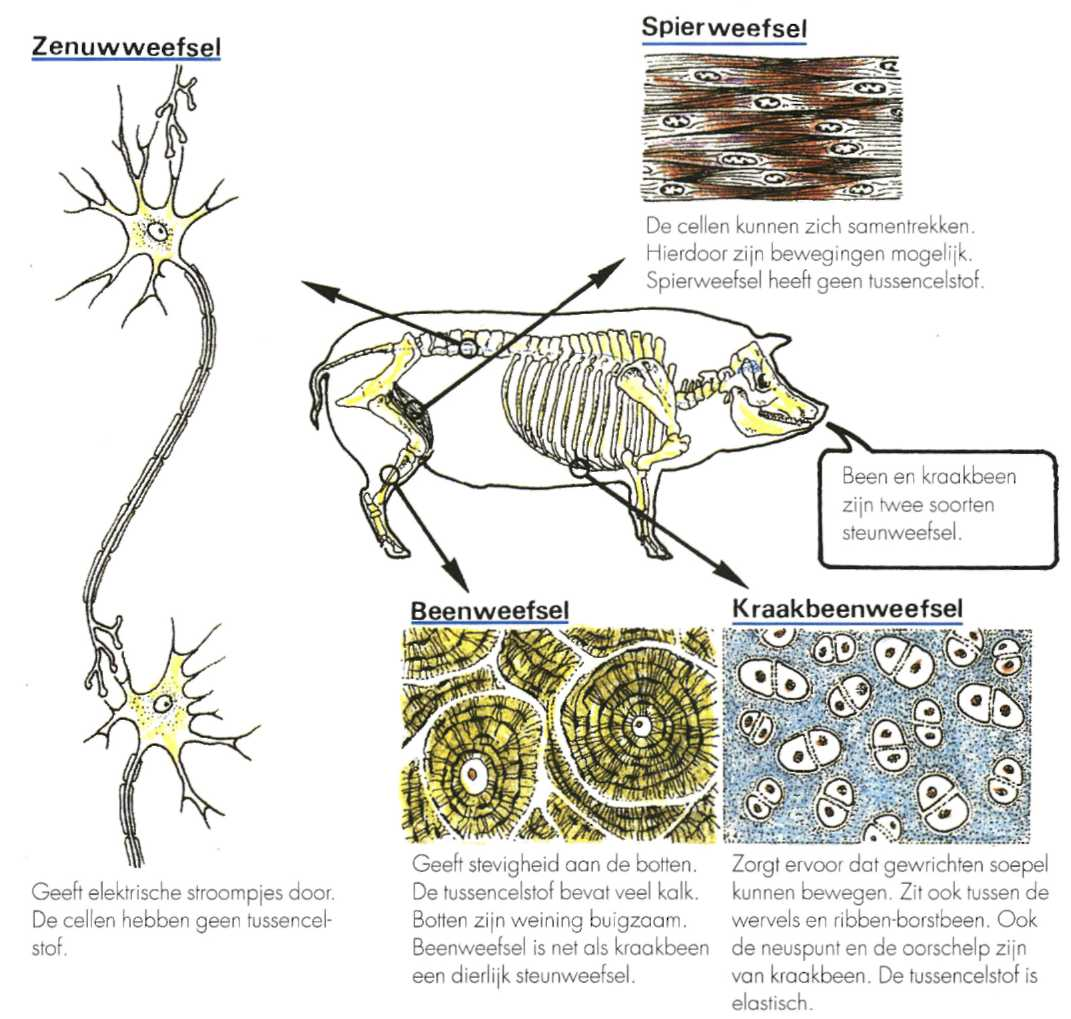 Zenuwweefsel
Geeft elektrische stroompjes door.
De cellen hebben geen tussencel-
stof.
Spierweefsel
De cellen kunnen zich samentrekken.
Hierdoor zijn bewegingen mogelijk.
Spierweefsel heeft geen tussencelstof.
Been en kraakbeen
zijn twee soorten
steunweefsel.
Beenweefsel
Geeft stevigheid aan de botten.
De tussencelstof bevat veel kalk.
Botten zijn weining buigzaam.
Beenweefsel is net als kraakbeen
een dierlijk steunweefsel.
Kraakbeenweefsel
Zorgt ervoor dat gewrichten soepel
kunnen bewegen. Zit ook tussen de
wervels en ribben-borstbeen. Ook
de neuspunt en de oorschelp zijn
van kraakbeen. De tussencelstof is
elastisch.